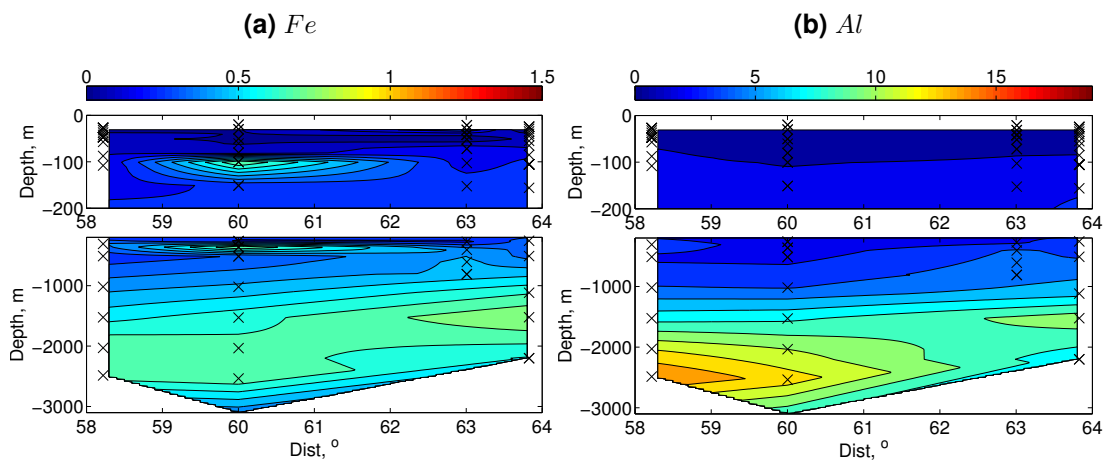 (a) Fe
0 0.5 1 1.5
0
−100
−200
Depth, m
58 59 60 61 62 63 64
−1000
−2000
−3000
Depth, m
58 59 60 61 62 63 64
Dist, °
(b) Al
0 5 10 15
0
−100
−200
Depth, m
58 59 60 61 62 63 64
−1000
−2000
−3000
Depth, m
58 59 60 61 62 63 64
Dist, °